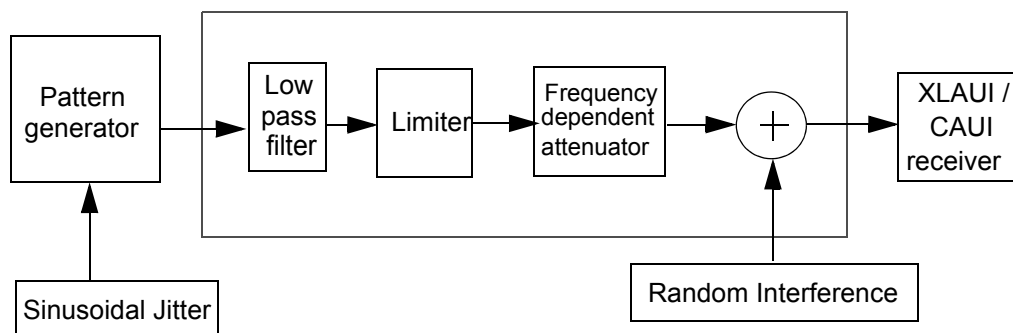 Pattern
generator
Low
pass
filter
Limiter
Frequency
dependent
attenuator
+
XLAUI /
CAUI
receiver
Sinusoidal Jitter
Random Interference